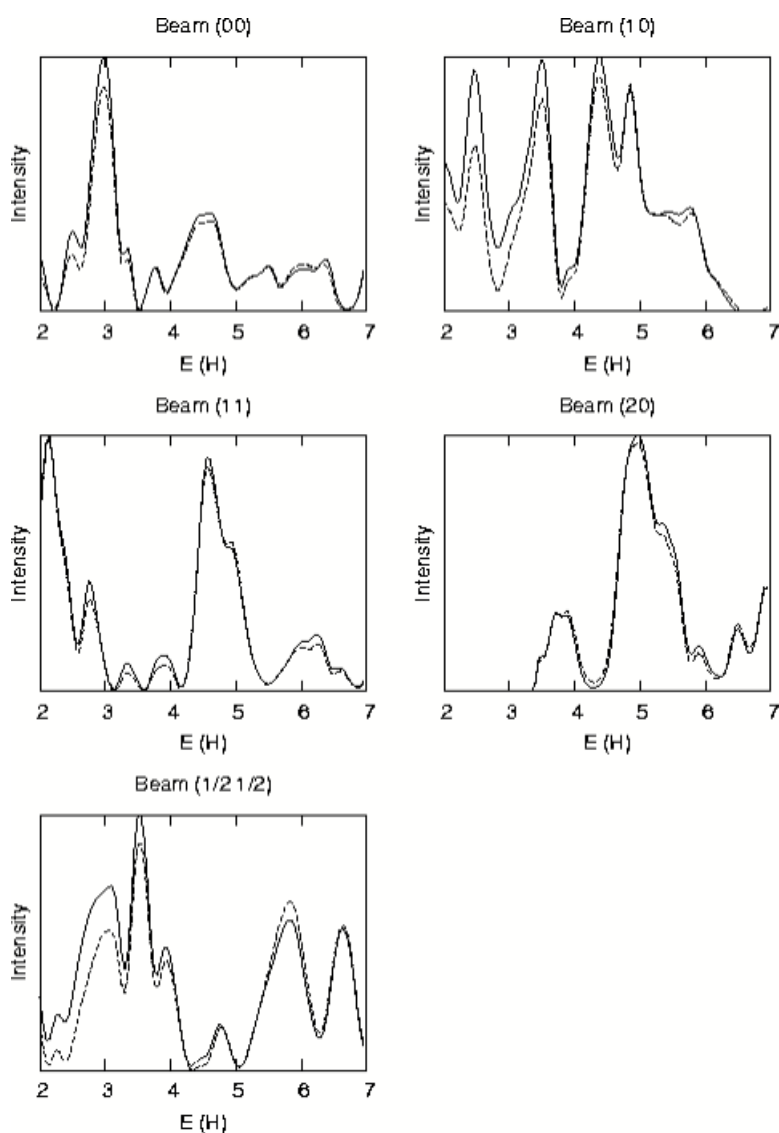 Beam (00)
Intensity
2 3 4 5 6 7
E (H)
Beam (10)
Intensity
2 3 4 5 6 7
E (H)
Beam (11)
Intensity
2 3 4 5 6 7
E (H)
Beam (20)
Intensity
2 3 4 5 6 7
E (H)
Beam (1/2 1/2)
Intensity
2 3 4 5 6 7
E (H)